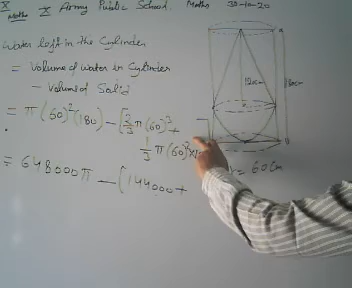 X
Maths X Army Public School. Maths 30-10-20
Water left in the Cylinder
= Volume of Water in Cylinder
– Volume of Solid
= π(60)²(180) – [2/3 π(60)³ +
1/3 π(60)²×
= 648000π – [144000 +
120cm
180cm
= 60cm